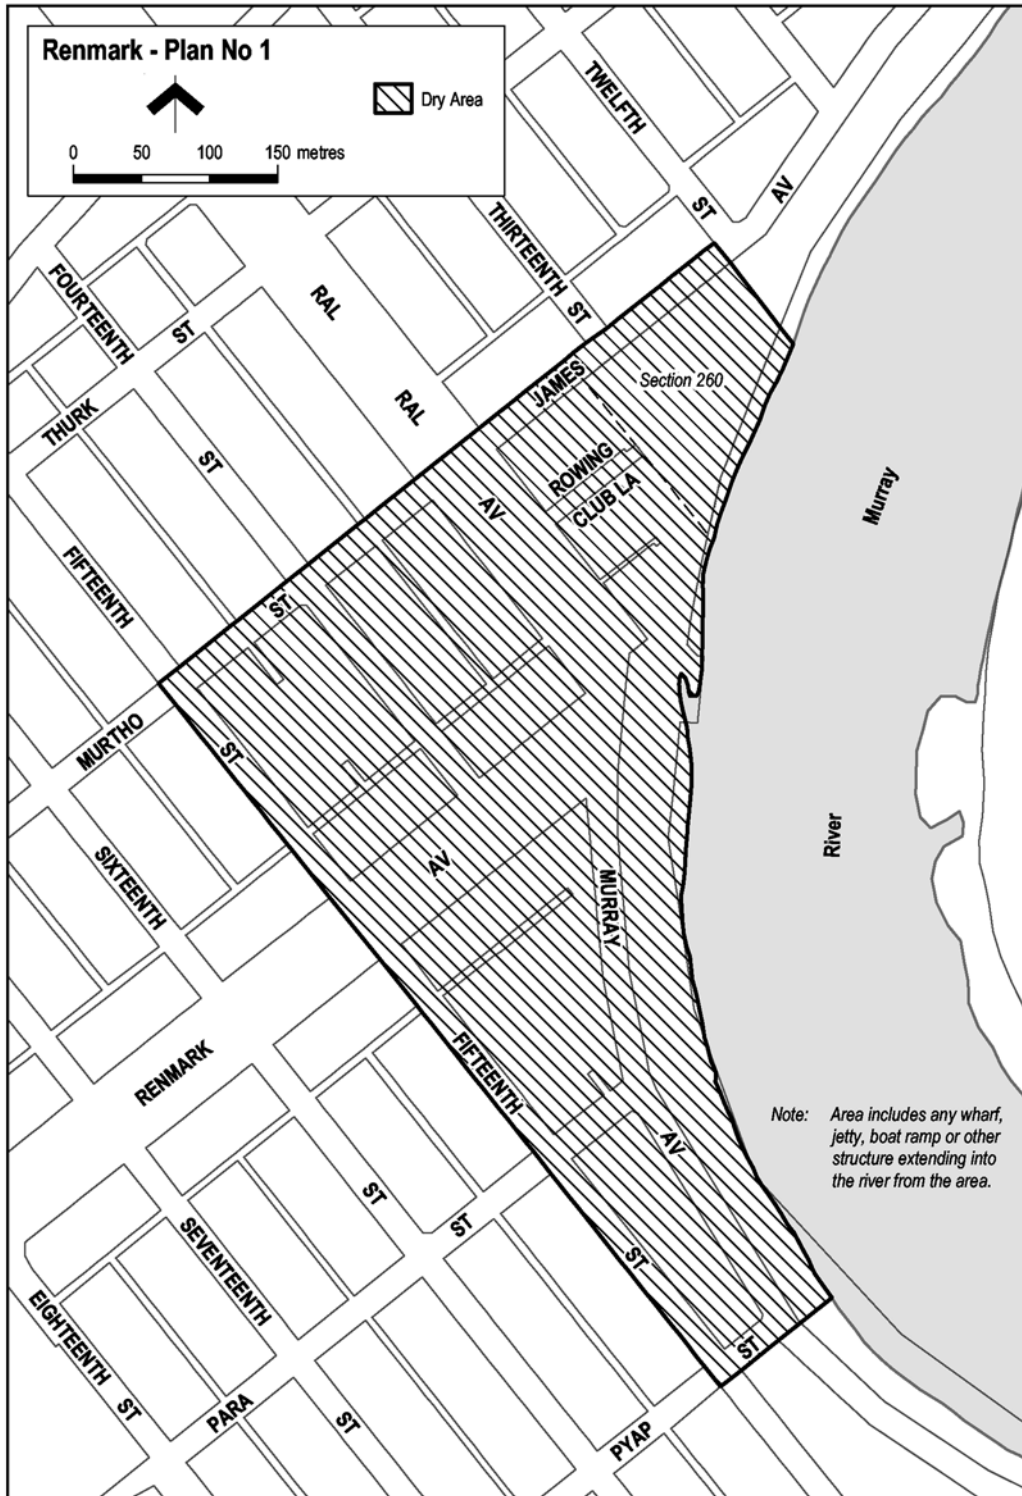 Renmark - Plan No 1
Dry Area
0 50 100 150 metres
TWELFTH
ST
AV
THIRTEENTH
ST
FOURTEENTH
ST
RAL
RAL
THURK
ST
JAMES
Section 260
ROWING
CLUB LA
AV
Murray
FIFTEENTH
ST
MURTHO
ST
SIXTEENTH
AV
MURRAY
River
RENMARK
FIFTEENTH
Note: Area includes any wharf,
jetty, boat ramp or other
structure extending into
the river from the area.
AV
ST
ST
ST
SEVENTEENTH
EIGHTEENTH
ST
PARA
ST
ST
PYAP